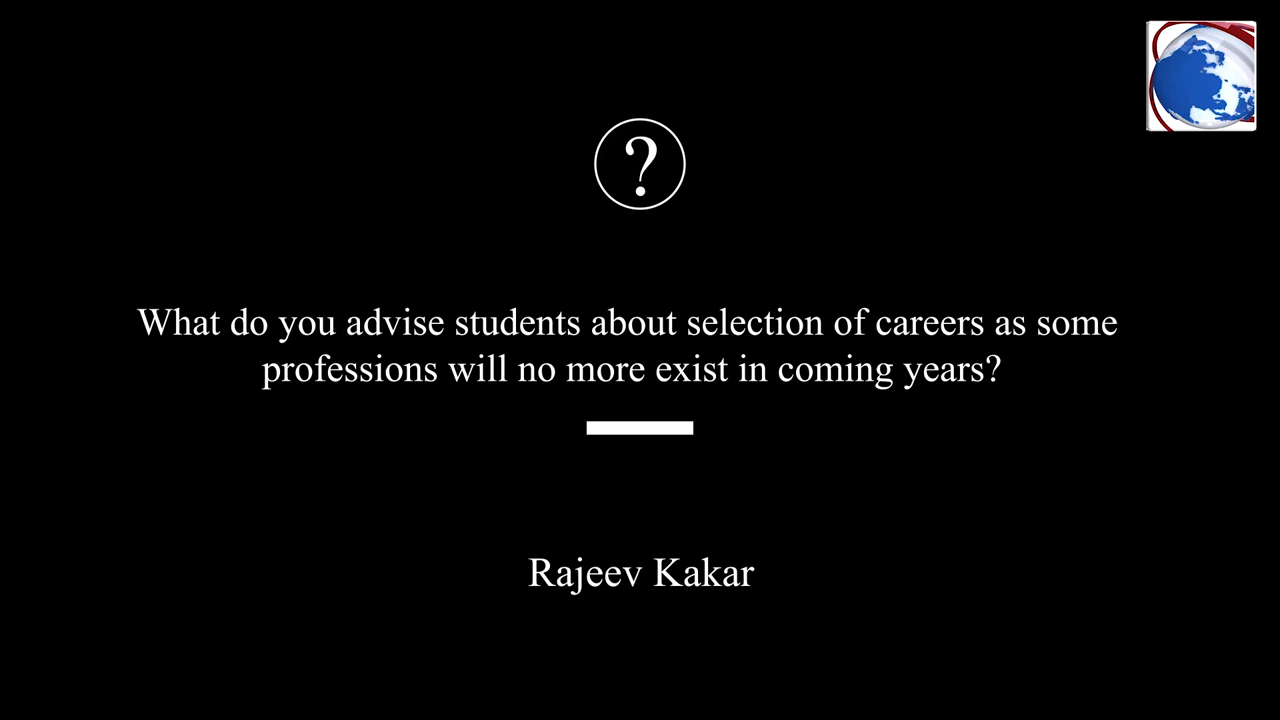 ?
What do you advise students about selection of careers as some
professions will no more exist in coming years?
Rajeev Kakar